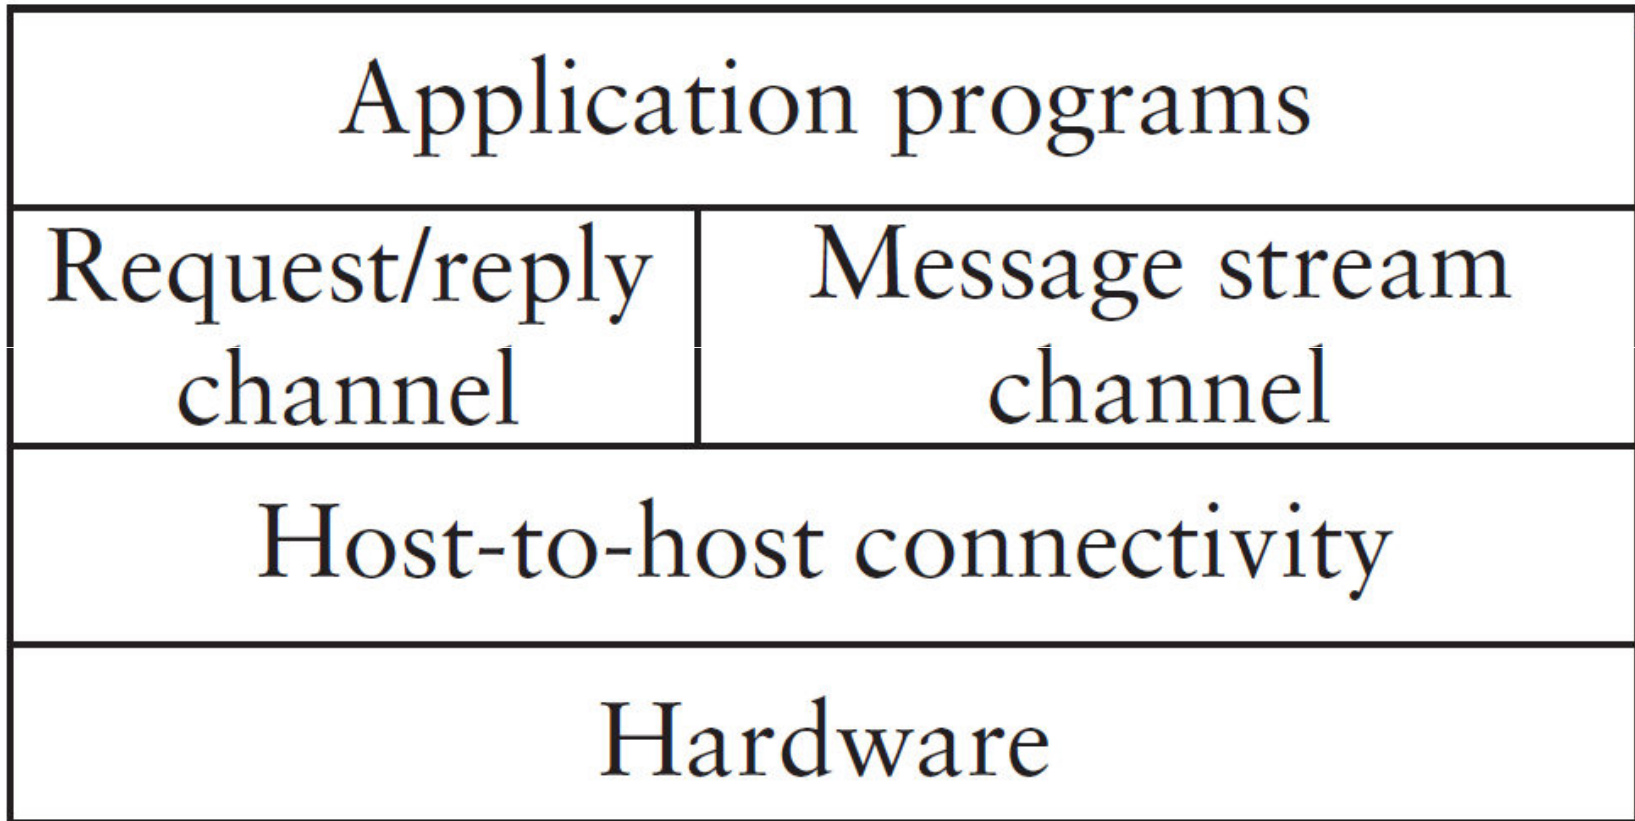 Application programs
Request/reply
channel
Message stream
channel
Host-to-host connectivity
Hardware